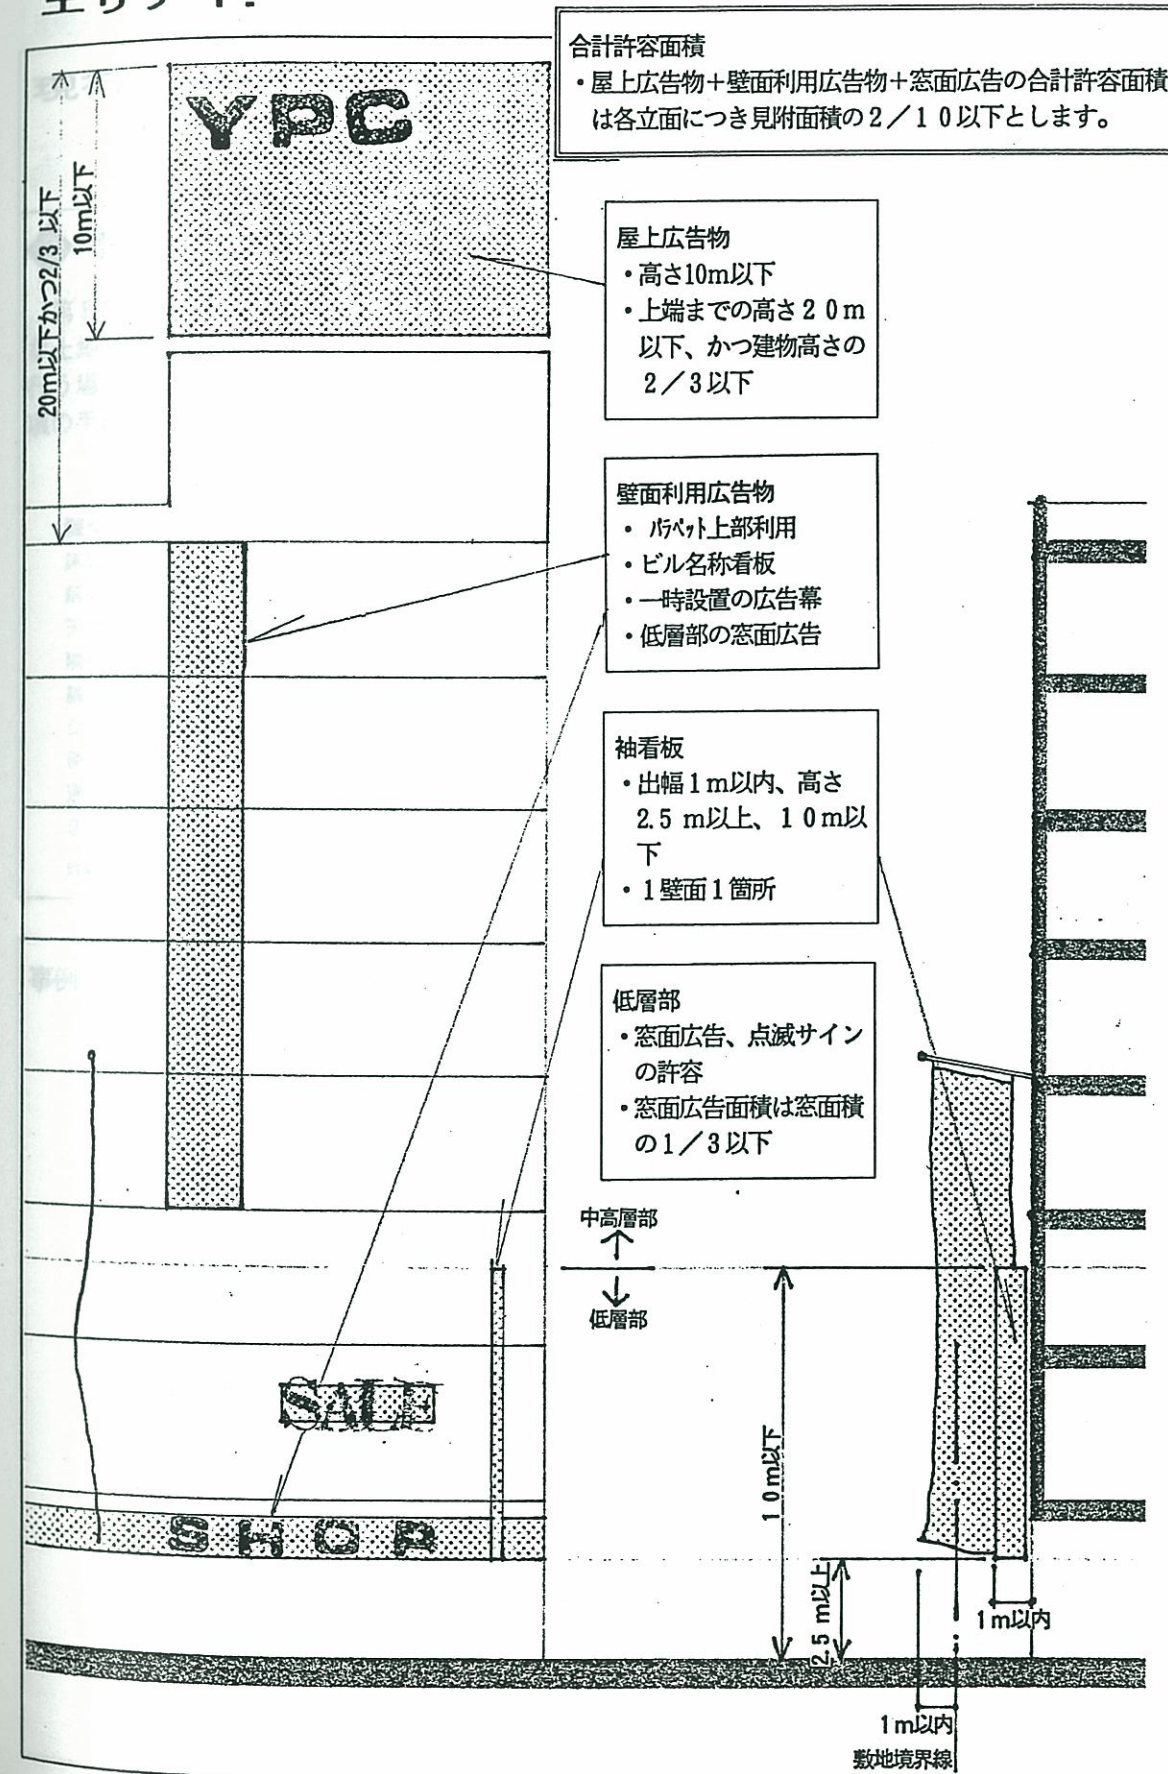 合計許容面積
・屋上広告物＋壁面利用広告物＋窓面広告の合計許容面積
は各立面につき見附面積の2／10以下とします。
YPC
10m以下
20m以下かつ2/3 以下
屋上広告物
・高さ10m以下
・上端までの高さ20m
以下、かつ建物高さの
2／3以下
壁面利用広告物
・ パラペット上部利用
・ビル名称看板
・一時設置の広告幕
・低層部の窓面広告
袖看板
・出幅1m以内、高さ
2.5 m以上、10m以
下
・1壁面1箇所
低層部
・窓面広告、点滅サイン
の許容
・窓面広告面積は窓面積
の1／3以下
中高層部
低層部
SALE
SHOP
10m以下
2.5 m以上
1m以内
1m以内
敷地境界線
事例